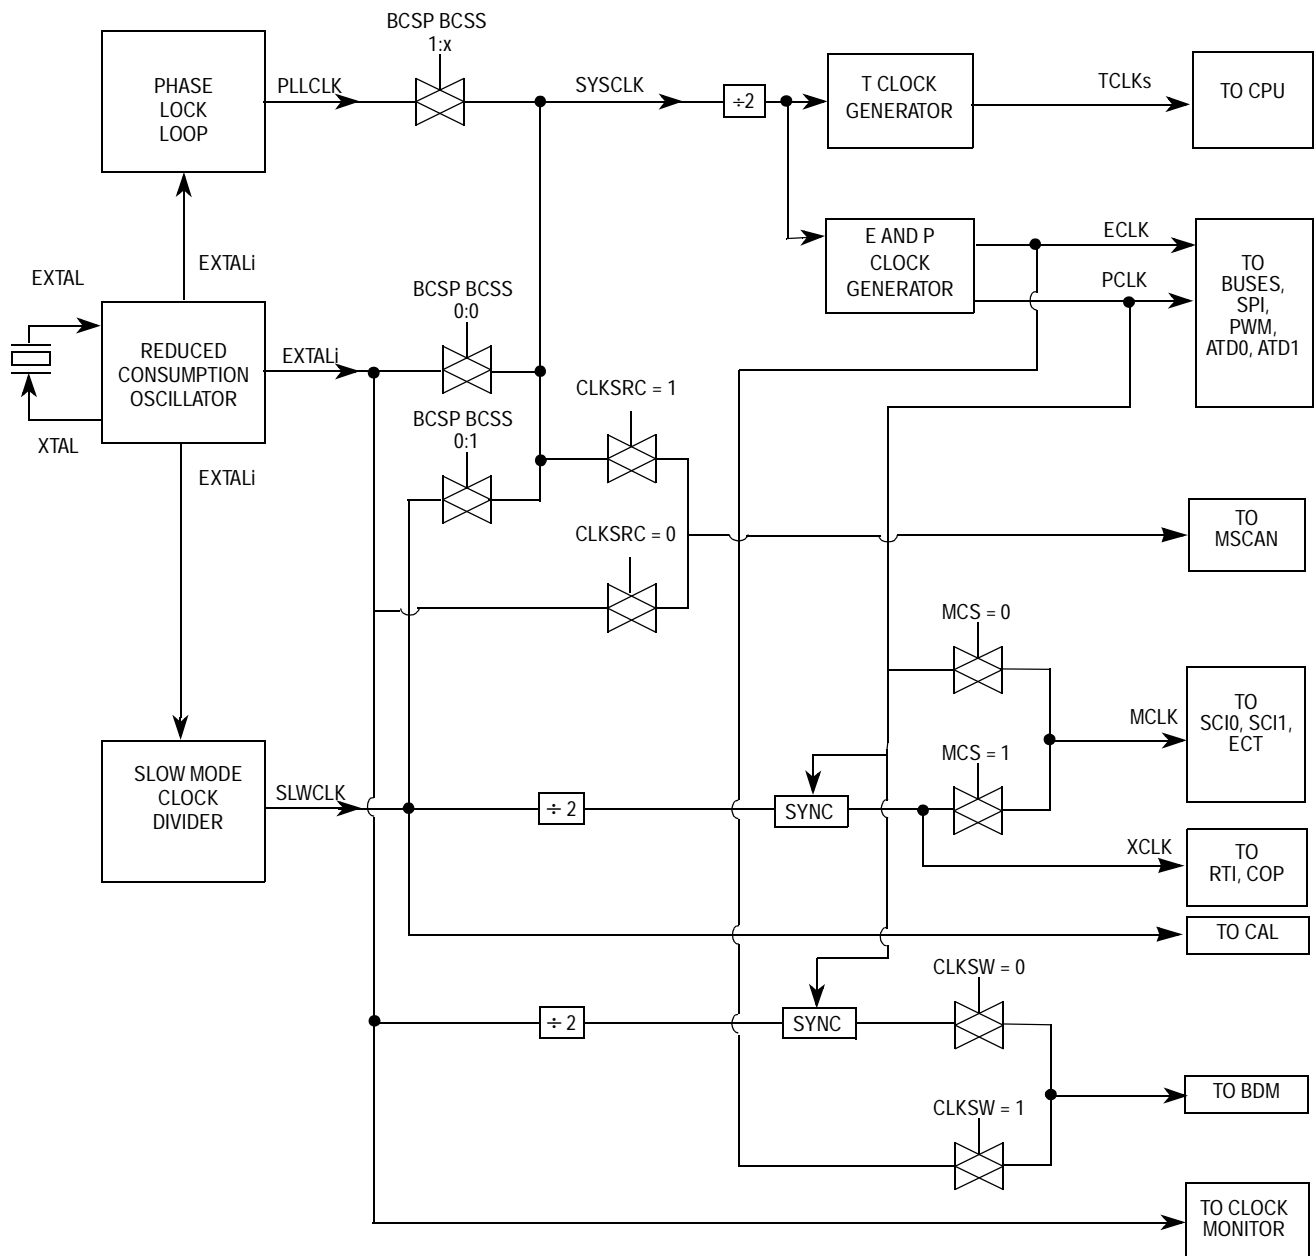 BCSP BCSS
1:x
PHASE
LOCK
LOOP
PLLCLK
SYSCLK
÷2
T CLOCK
GENERATOR
TCLKs
TO CPU
EXTALi
E AND P
CLOCK
GENERATOR
ECLK
PCLK
TO
BUSES,
SPI,
PWM,
ATD0, ATD1
EXTAL
XTAL
REDUCED
CONSUMPTION
OSCILLATOR
EXTALi
BCSP BCSS
0:0
BCSP BCSS
0:1
CLKSRC = 1
EXTALi
CLKSRC = 0
TO
MSCAN
MCS = 0
MCS = 1
MCLK
TO
SCI0, SCI1,
ECT
SLOW MODE
CLOCK
DIVIDER
SLWCLK
÷ 2
SYNC
XCLK
TO
RTI, COP
TO CAL
CLKSW = 0
÷ 2
SYNC
CLKSW = 1
TO BDM
TO CLOCK
MONITOR